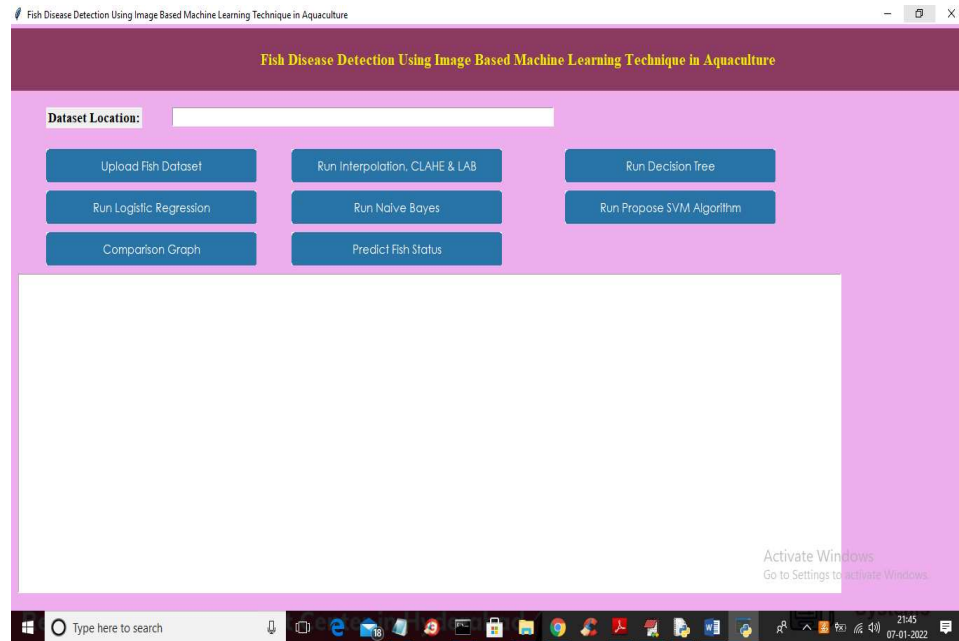 Fish Disease Detection Using Image Based Machine Learning Technique in Aquaculture
Fish Disease Detection Using Image Based Machine Learning Technique in Aquaculture
Dataset Location:
Upload Fish Dataset
Run Interpolation, CLAHE & LAB
Run Decision Tree
Run Logistic Regression
Run Naive Bayes
Run Propose SVM Algorithm
Comparison Graph
Predict Fish Status
Activate Windows
Go to Settings to activate Windows.
Type here to search
18
21:45
07-01-2022